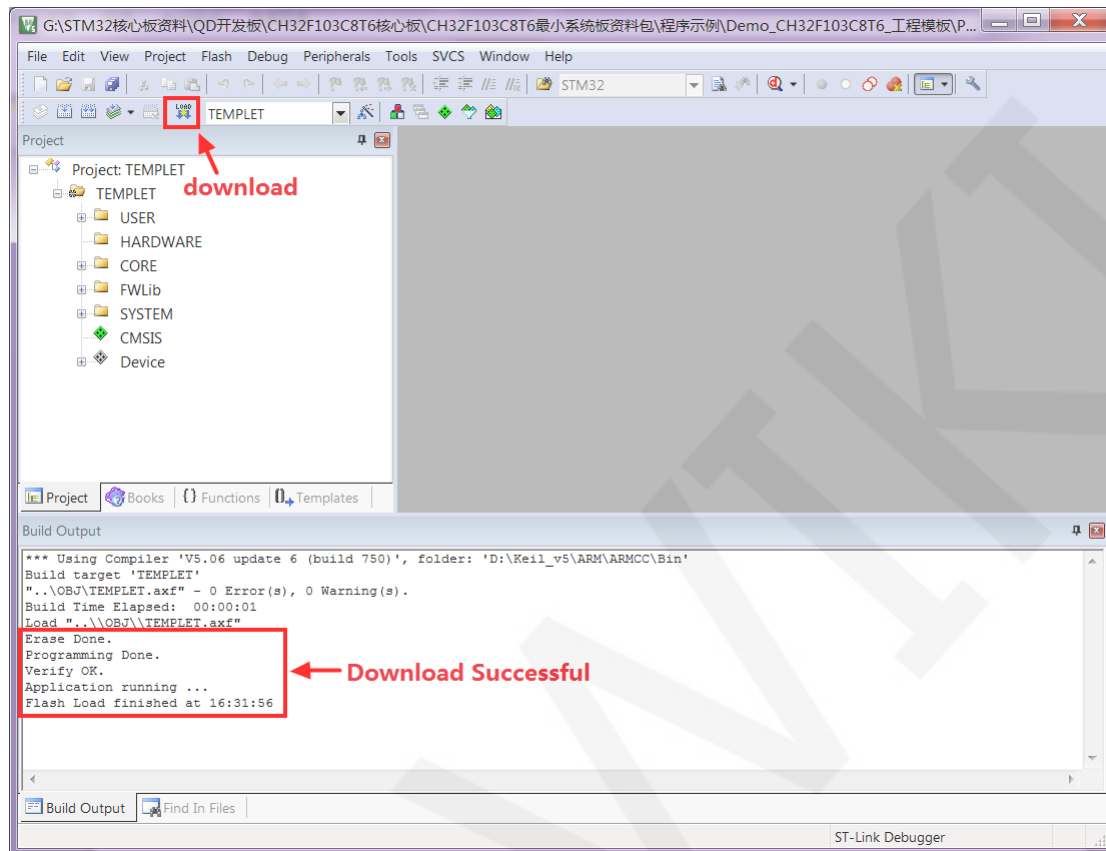 G:\STM32核心板资料\QD开发板\CH32F103C8T6核心板\CH32F103C8T6最小系统板资料包\程序示例\Demo_CH32F103C8T6_工程模板\P...
File Edit View Project Flash Debug Peripherals Tools SVCS Window Help
STM32
LOAD TEMPLET
Project
Project: TEMPLET
download
TEMPLET
USER
HARDWARE
CORE
FWLib
SYSTEM
CMSIS
Device
Project Books {} Functions Templates
Build Output
*** Using Compiler 'V5.06 update 6 (build 750)', folder: 'D:\Keil_v5\ARM\ARMCC\Bin'
Build target 'TEMPLET'
"..\OBJ\TEMPLET.axf" - 0 Error(s), 0 Warning(s).
Build Time Elapsed:  00:00:01
Load "..\\OBJ\\TEMPLET.axf"
Erase Done.
Programming Done.
Verify OK.
Download Successful
Application running ...
Flash Load finished at 16:31:56
Build Output Find In Files
ST-Link Debugger